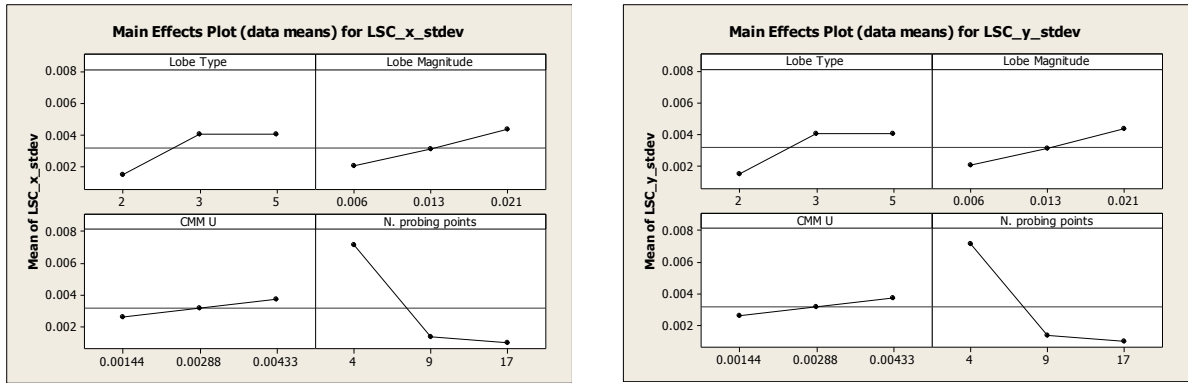 Main Effects Plot (data means) for LSC_x_stdev
Mean of LSC_x_stdev
Lobe Type
Lobe Magnitude
0.008
0.006
0.004
0.002
2 3 5
0.006 0.013 0.021
CMM U
N. probing points
0.008
0.006
0.004
0.002
0.00144 0.00288 0.00433
4 9 17
Main Effects Plot (data means) for LSC_y_stdev
Mean of LSC_y_stdev
Lobe Type
Lobe Magnitude
0.008
0.006
0.004
0.002
2 3 5
0.006 0.013 0.021
CMM U
N. probing points
0.008
0.006
0.004
0.002
0.00144 0.00288 0.00433
4 9 17